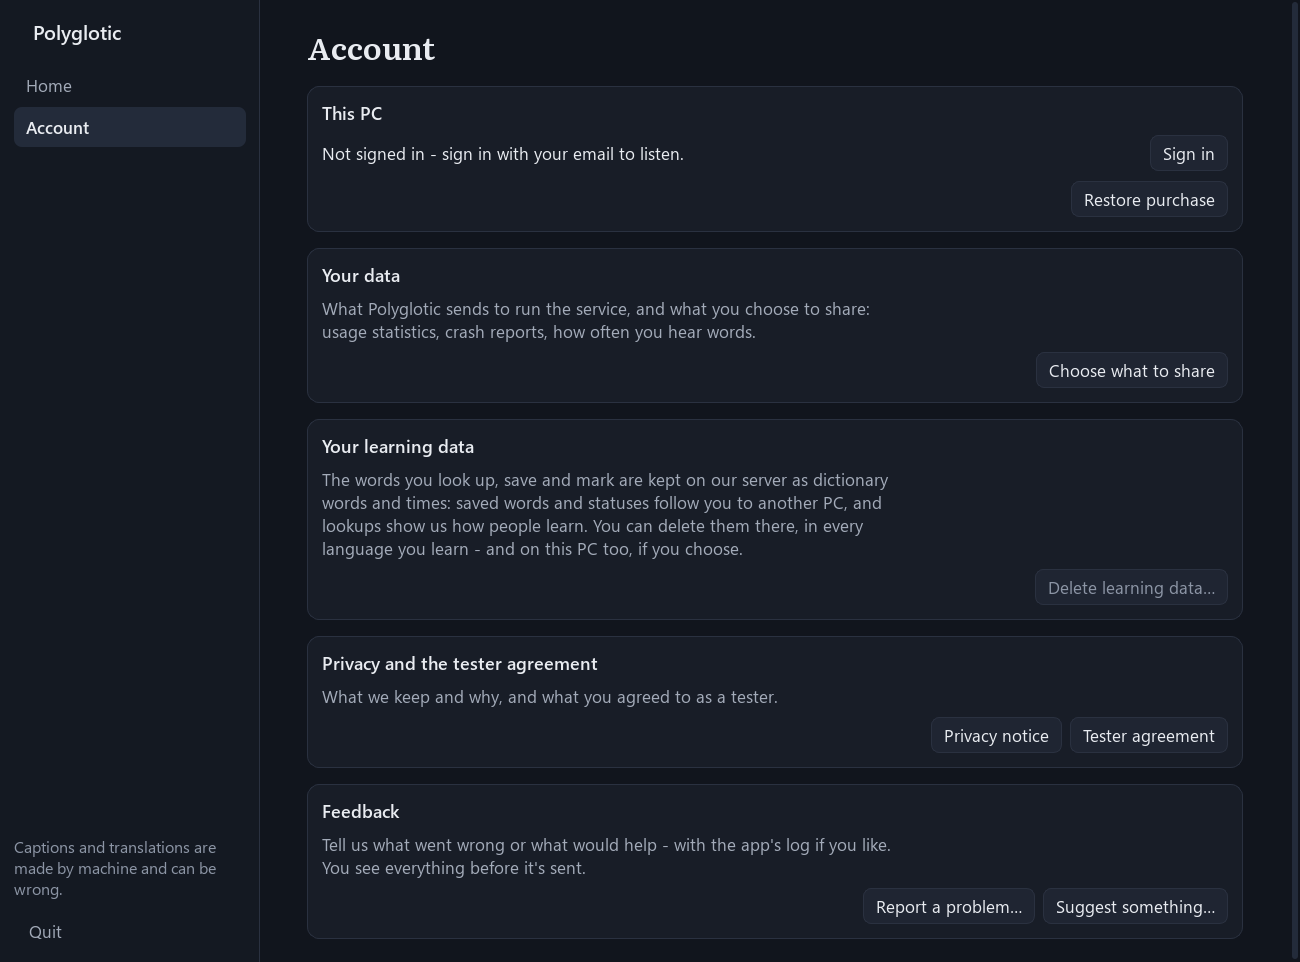 Polyglotic
Home
Account
Captions and translations are
made by machine and can be
wrong.
Quit
Account
This PC
Not signed in - sign in with your email to listen.
Sign in
Restore purchase
Your data
What Polyglotic sends to run the service, and what you choose to share:
usage statistics, crash reports, how often you hear words.
Choose what to share
Your learning data
The words you look up, save and mark are kept on our server as dictionary
words and times: saved words and statuses follow you to another PC, and
lookups show us how people learn. You can delete them there, in every
language you learn - and on this PC too, if you choose.
Delete learning data...
Privacy and the tester agreement
What we keep and why, and what you agreed to as a tester.
Privacy notice
Tester agreement
Feedback
Tell us what went wrong or what would help - with the app's log if you like.
You see everything before it's sent.
Report a problem...
Suggest something...